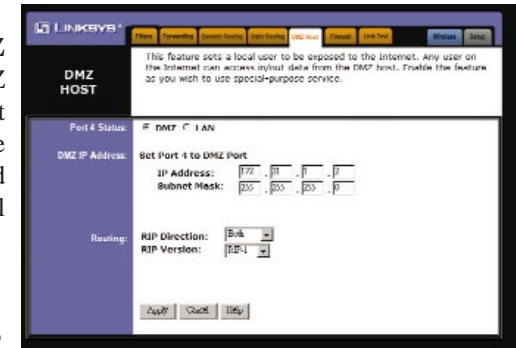 LINKSYS®
Filters Forwarding Dynamic Routing Static Routing DMZ Host Firewall Wireless Setup
DMZ
HOST
This feature sets a local user to be exposed to the Internet. Any user on
the Internet can access in/out data from the DMZ host. Enable the feature
as you wish to use special-purpose service.
Port 4 Status: DMZ LAN
DMZ IP Address: Set Port 4 to DMZ Port
IP Address: 172 . 21 . 1 . 2
Subnet Mask: 255 . 255 . 255 . 0
Routing: RIP Direction: Both
RIP Version: RIP-1
Apply Cancel Help